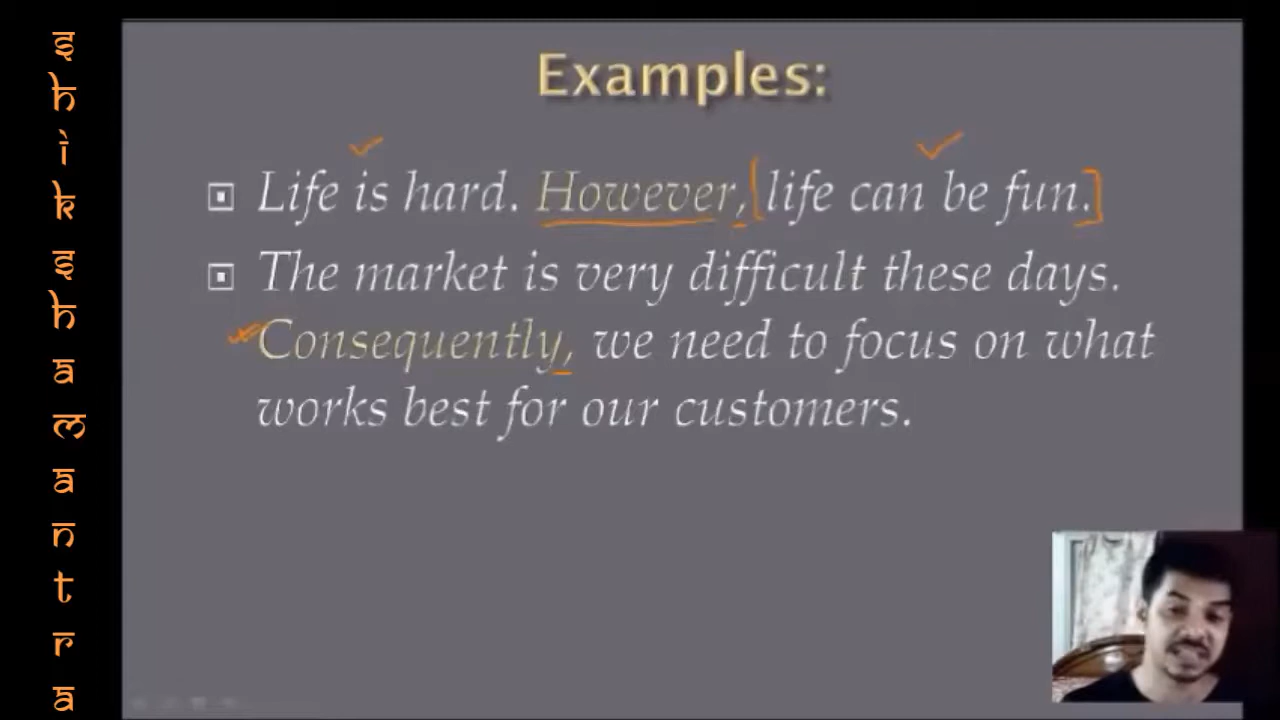 shikshamantra
Examples:
Life is hard. However, life can be fun.
The market is very difficult these days.
Consequently, we need to focus on what
works best for our customers.